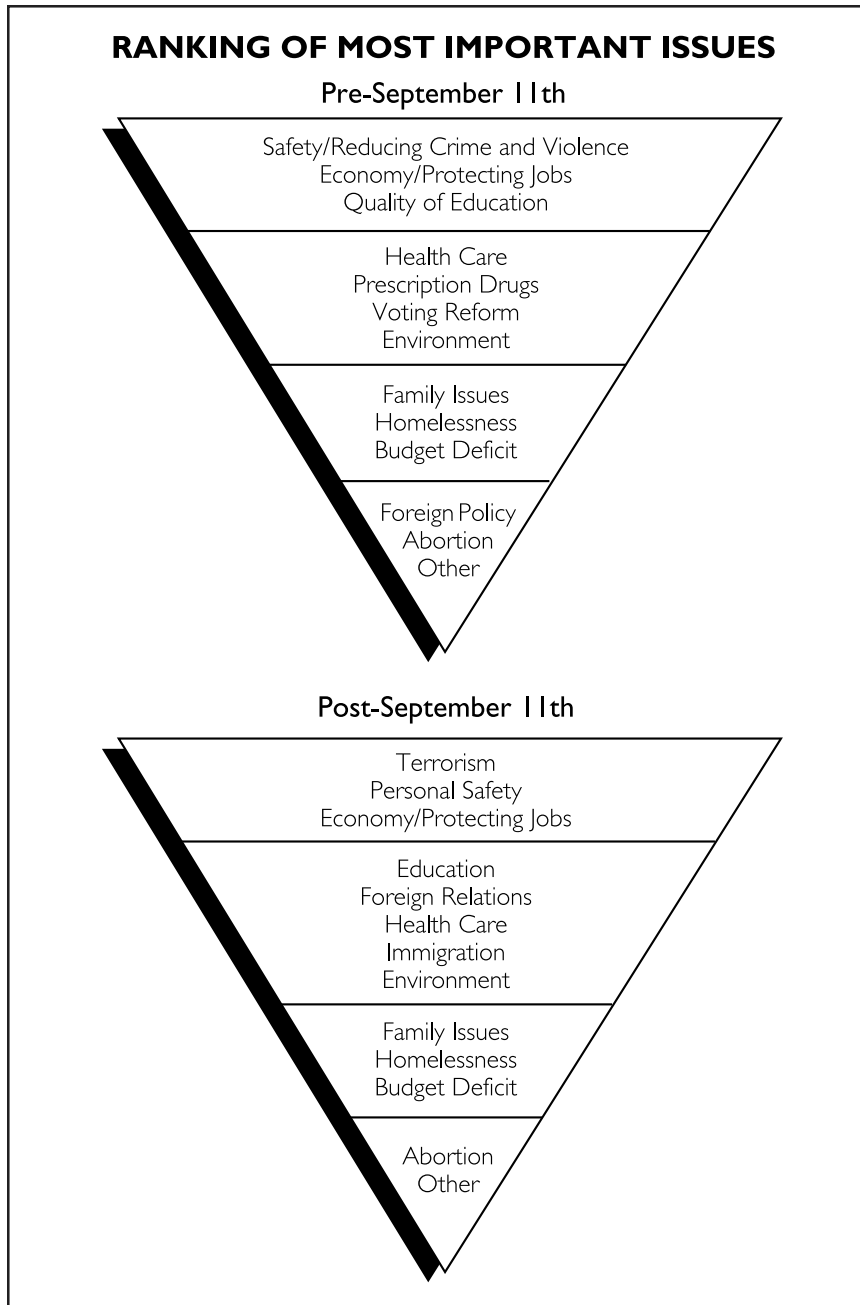 RANKING OF MOST IMPORTANT ISSUES
Pre-September 11th
Safety/Reducing Crime and Violence
Economy/Protecting Jobs
Quality of Education
Health Care
Prescription Drugs
Voting Reform
Environment
Family Issues
Homelessness
Budget Deficit
Foreign Policy
Abortion
Other
Post-September 11th
Terrorism
Personal Safety
Economy/Protecting Jobs
Education
Foreign Relations
Health Care
Immigration
Environment
Family Issues
Homelessness
Budget Deficit
Abortion
Other